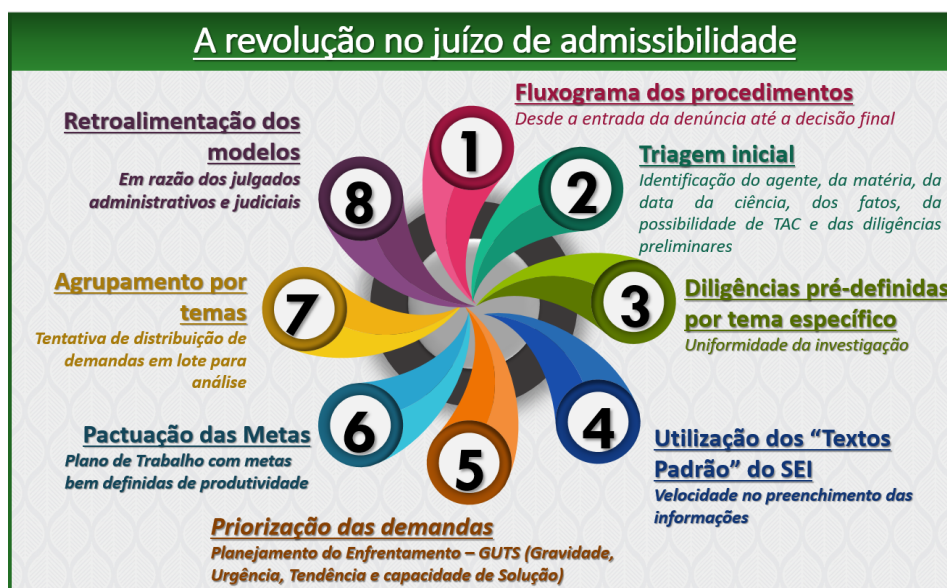 A revolução no juízo de admissibilidade
1
Fluxograma dos procedimentos
Desde a entrada da denúncia até a decisão final
2
Triagem inicial
Identificação do agente, da matéria, da
data da ciência, dos fatos, da
possibilidade de TAC e das diligências
preliminares
3
Diligências pré-definidas
por tema específico
Uniformidade da investigação
4
Utilização dos “Textos
Padrão” do SEI
Velocidade no preenchimento das
informações
5
Priorização das demandas
Planejamento do Enfrentamento – GUTS (Gravidade,
Urgência, Tendência e capacidade de Solução)
6
Pactuação das Metas
Plano de Trabalho com metas
bem definidas de produtividade
7
Agrupamento por
temas
Tentativa de distribuição de
demandas em lote para
análise
8
Retroalimentação dos
modelos
Em razão dos julgados
administrativos e judiciais